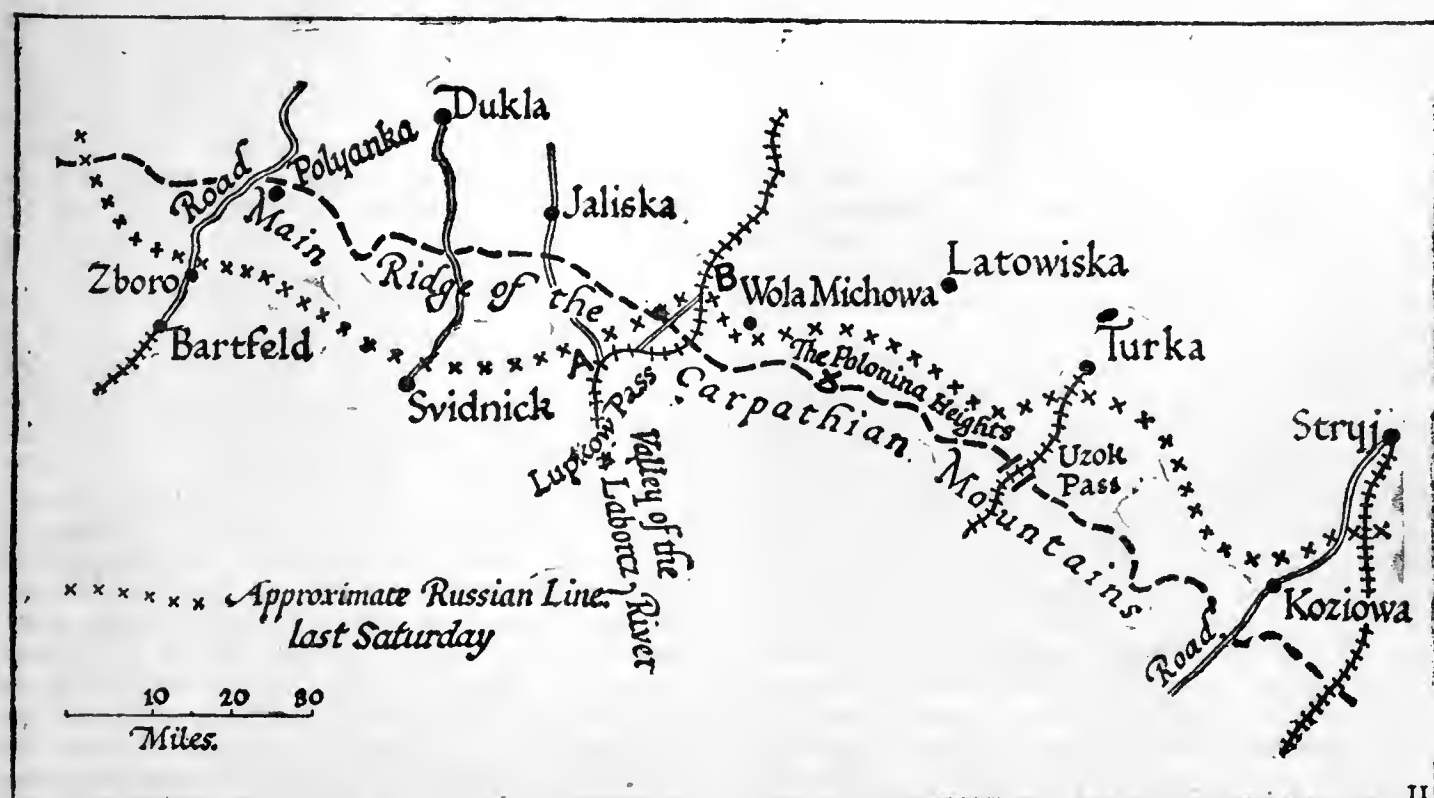 Dukla
Road
Polyanka
Jaliska
Main Ridge of the Carpathian Mountains
Zboro
B
Wola Michowa
Latowiska
Bartfeld
A
The Polonina Heights
Turka
Svidnick
Lupkow Pass
Valley of the
Laborcz River
Uzok
Pass
Stryj
Koziowa
Road
Approximate Russian Line
last Saturday
10 20 30
Miles.